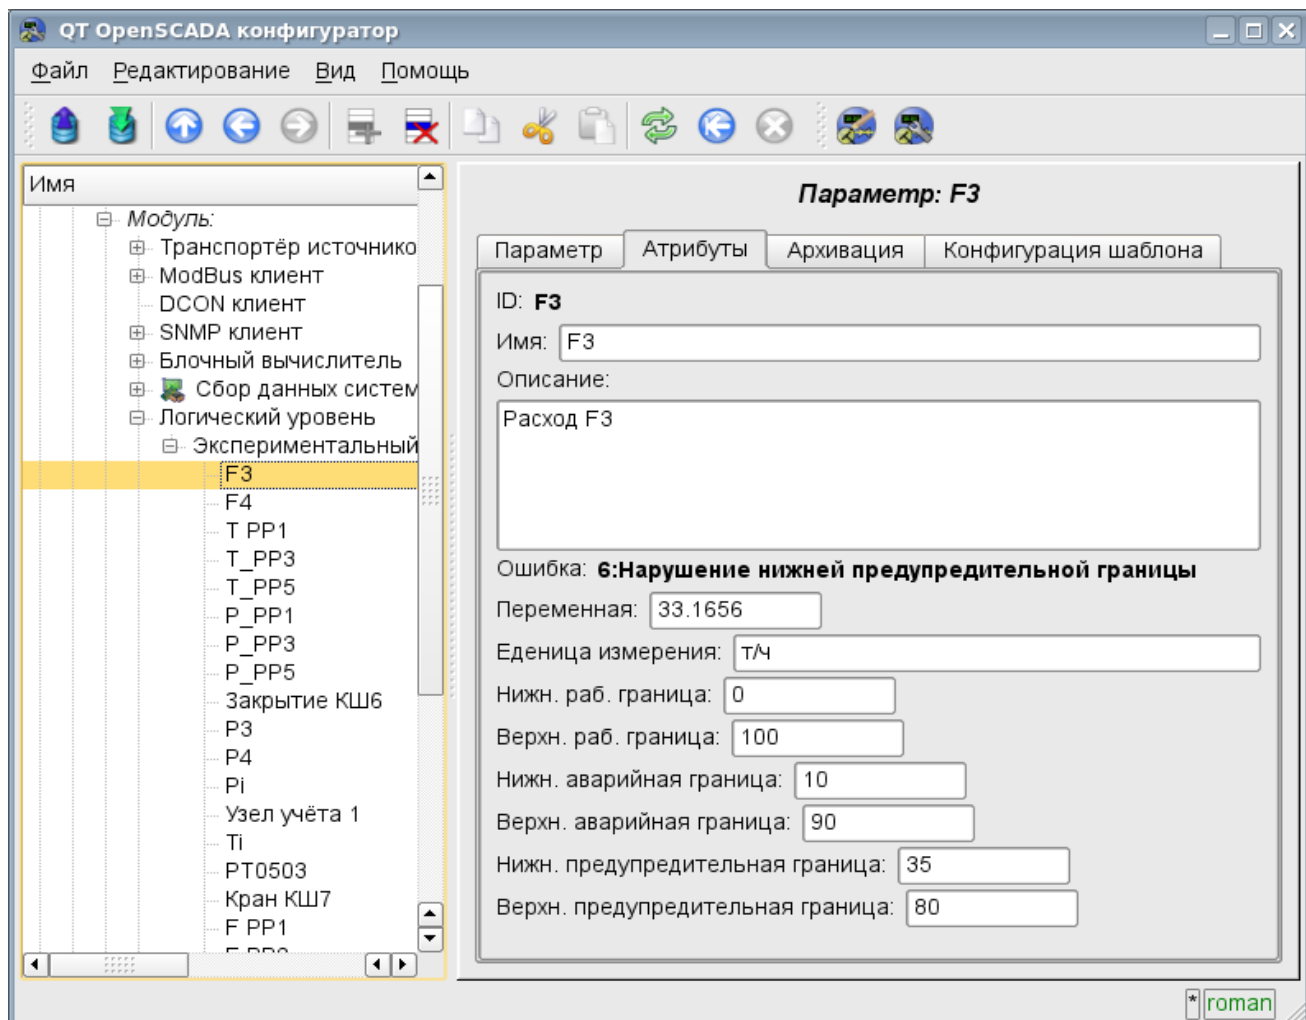 QT OpenSCADA конфигуратор
Файл Редактирование Вид Помощь
Имя
Модуль:
Транспортёр источнико
ModBus клиент
DCON клиент
SNMP клиент
Блочный вычислитель
Сбор данных систем
Логический уровень
Экспериментальный
F3
F4
T PP1
T_PP3
T_PP5
P_PP1
P_PP3
P_PP5
Закрытие КШ6
P3
P4
Pi
Узел учёта 1
Ti
PT0503
Кран КШ7
F PP1
Параметр: F3
Параметр Атрибуты Архивация Конфигурация шаблона
ID: F3
Имя: F3
Описание:
Расход F3
Ошибка: 6:Нарушение нижней предупредительной границы
Переменная: 33.1656
Еденица измерения: т/ч
Нижн. раб. граница: 0
Верхн. раб. граница: 100
Нижн. аварийная граница: 10
Верхн. аварийная граница: 90
Нижн. предупредительная граница: 35
Верхн. предупредительная граница: 80
* roman